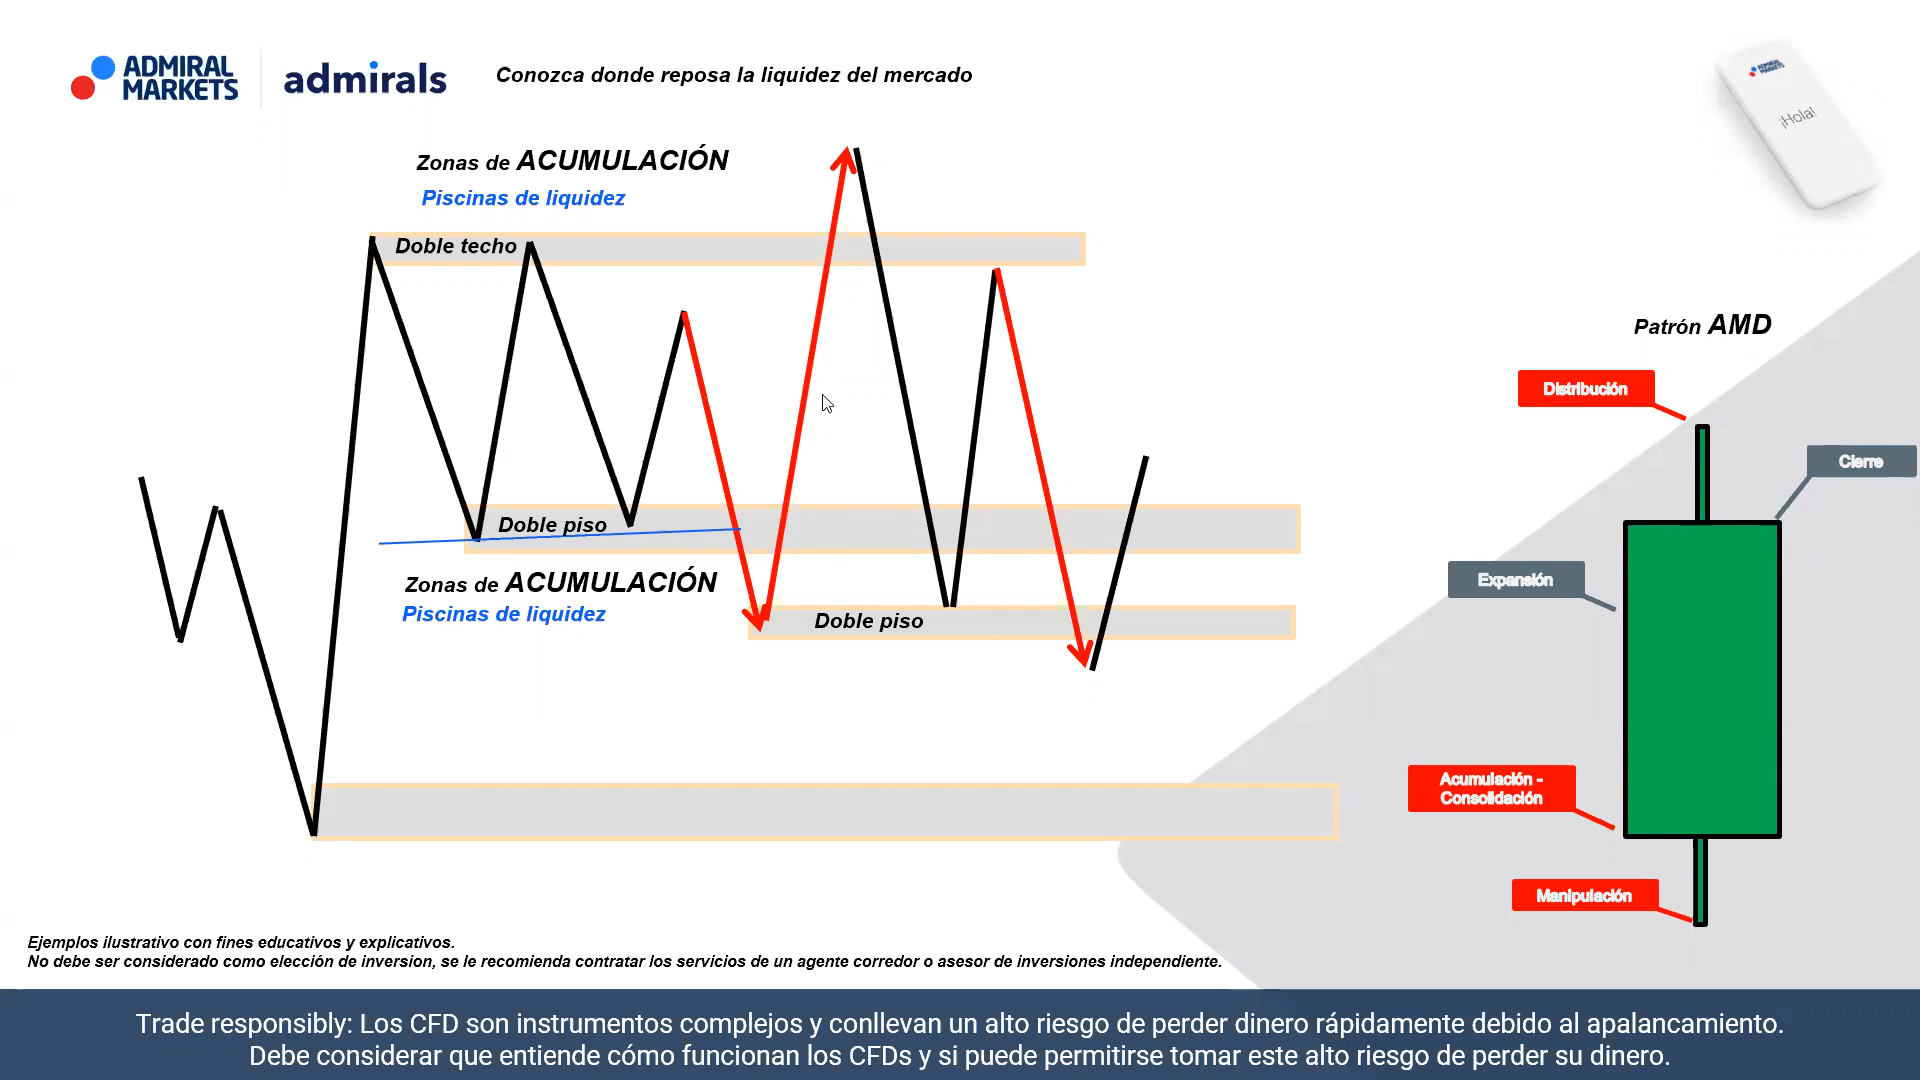 ADMIRAL
MARKETS
admirals
Conozca donde reposa la liquidez del mercado
ADMIRAL
MARKETS
¡Hola!
Zonas de ACUMULACIÓN
Piscinas de liquidez
Doble techo
Doble piso
Zonas de ACUMULACIÓN
Piscinas de liquidez
Doble piso
Patrón AMD
Distribución
Cierre
Expansión
Acumulación -
Consolidación
Manipulación
Ejemplos ilustrativo con fines educativos y explicativos.
No debe ser considerado como elección de inversion, se le recomienda contratar los servicios de un agente corredor o asesor de inversiones independiente.
Trade responsibly: Los CFD son instrumentos complejos y conllevan un alto riesgo de perder dinero rápidamente debido al apalancamiento.
Debe considerar que entiende cómo funcionan los CFDs y si puede permitirse tomar este alto riesgo de perder su dinero.